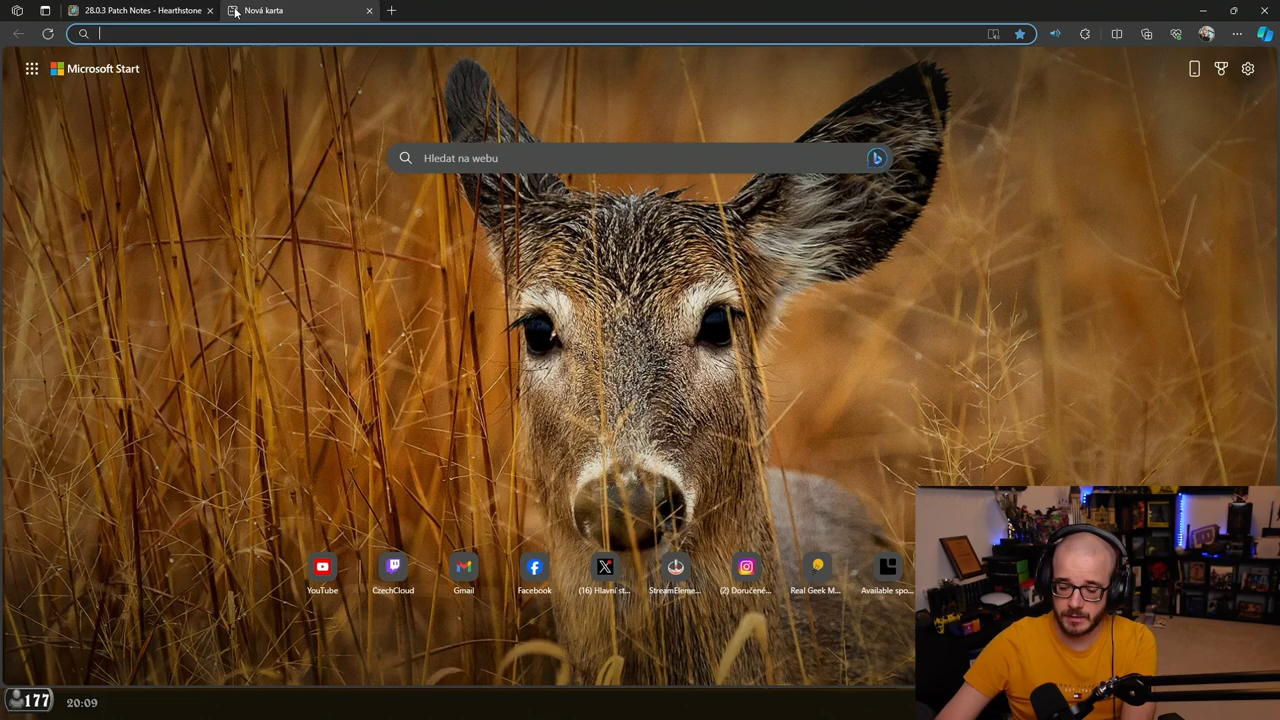 28.0.3 Patch Notes - Hearthstone
Nová karta
Microsoft Start
Hledat na webu
YouTube
CzechCloud
Gmail
Facebook
(16) Hlavní st...
StreamEleme...
(2) Doručené...
Real Geek M...
Available spo...
177
20:09